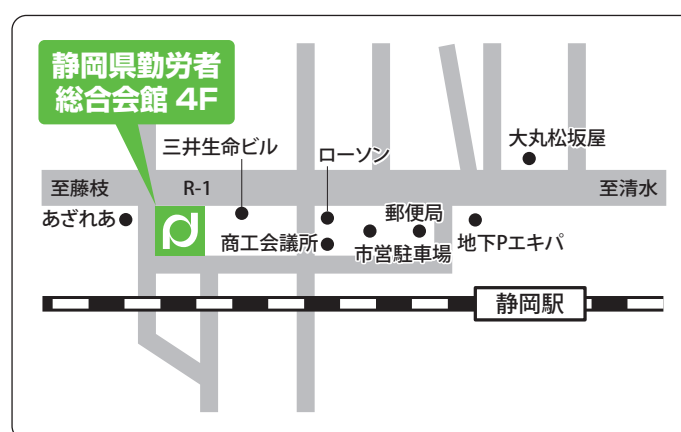 静岡県勤労者
総合会館 4F
三井生命ビル
ローソン
大丸松坂屋
至藤枝
R-1
至清水
あざれあ
郵便局
商工会議所
市営駐車場
地下Pエキパ
静岡駅